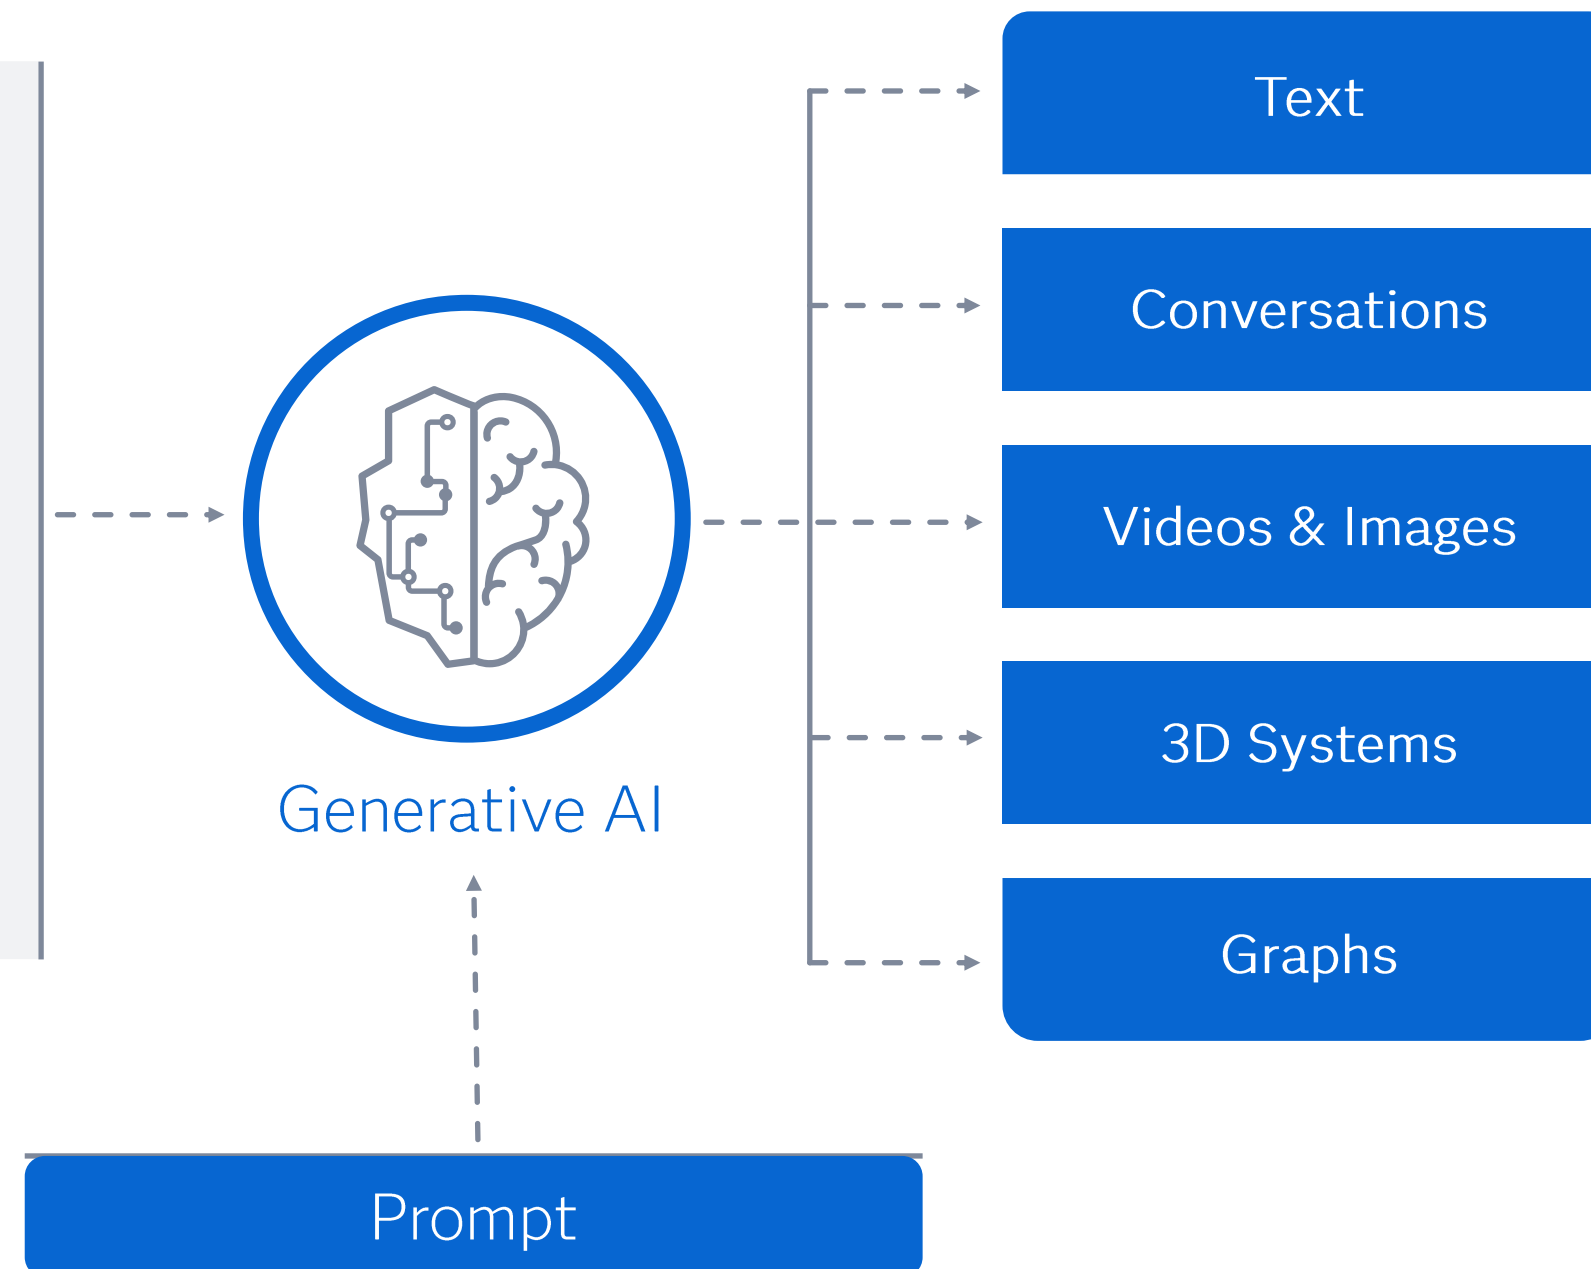 Text
Conversations
Videos & Images
3D Systems
Graphs
Generative AI
Prompt